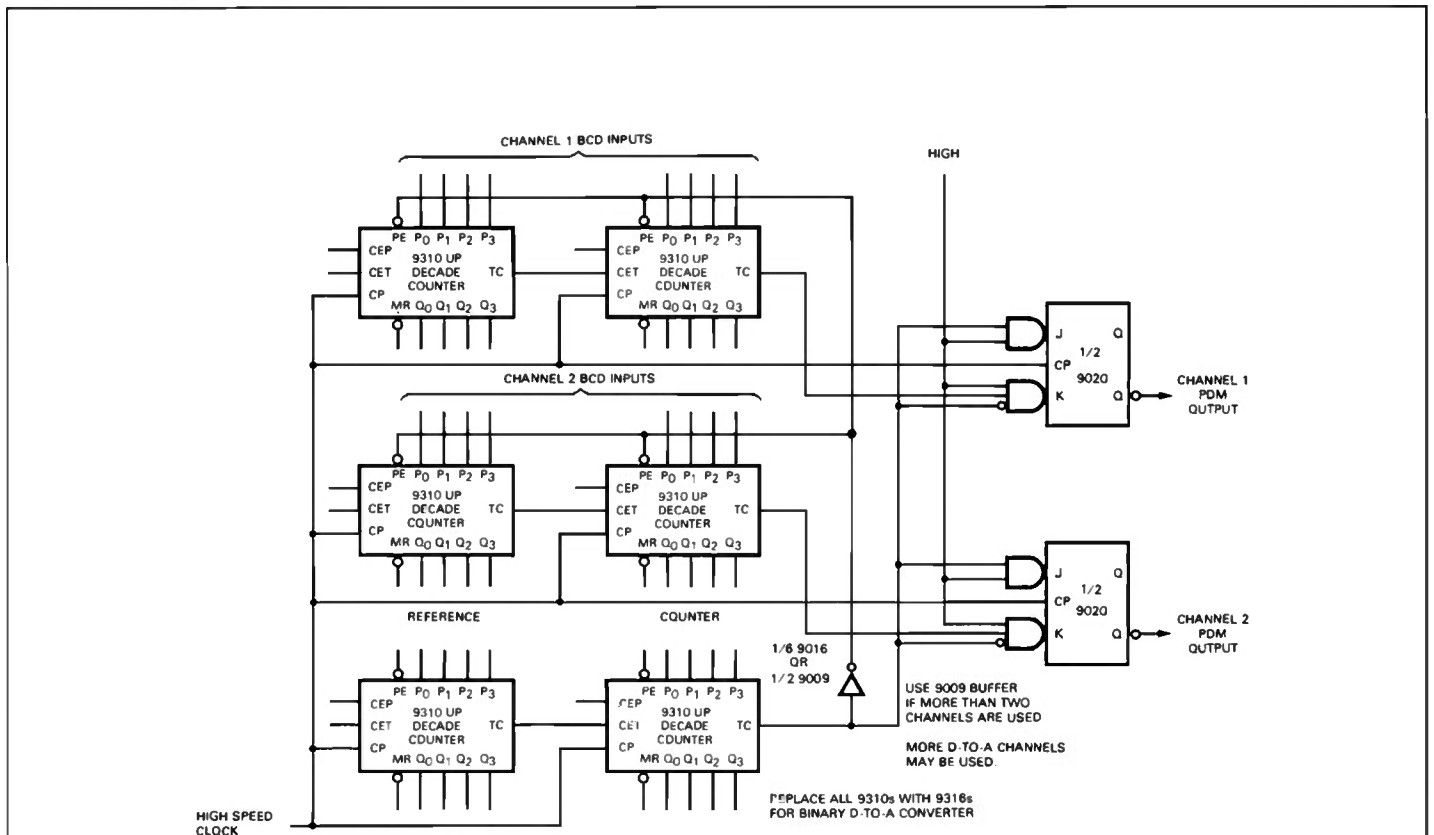 CHANNEL 1 BCD INPUTS
HIGH
PE P0 P1 P2 P3
CEP
9310 UP
CET DECADE TC
COUNTER
CP
MR Q0 Q1 Q2 Q3
PE P0 P1 P2 P3
CEP
9310 UP
CET DECADE TC
COUNTER
CP
MR Q0 Q1 Q2 Q3
J Q
1/2
CP
9020
K Q
CHANNEL 1
PDM
OUTPUT
CHANNEL 2 BCD INPUTS
PE P0 P1 P2 P3
CEP
9310 UP
CET DECADE TC
COUNTER
CP
MR Q0 Q1 Q2 Q3
PE P0 P1 P2 P3
CEP
9310 UP
CET DECADE TC
COUNTER
CP
MR Q0 Q1 Q2 Q3
J Q
1/2
CP
9020
K Q
CHANNEL 2
PDM
OUTPUT
REFERENCE COUNTER
1/6 9016
OR
1/2 9009
PE P0 P1 P2 P3
CEP
9310 UP
CET DECADE TC
COUNTER
CP
MR Q0 Q1 Q2 Q3
PE P0 P1 P2 P3
CEP
9310 UP
CET DECADE TC
COUNTER
CP
MR Q0 Q1 Q2 Q3
USE 9009 BUFFER
IF MORE THAN TWO
CHANNELS ARE USED
MORE D-TO-A CHANNELS
MAY BE USED.
REPLACE ALL 9310s WITH 9316s
FOR BINARY D-TO-A CONVERTER
HIGH SPEED
CLOCK